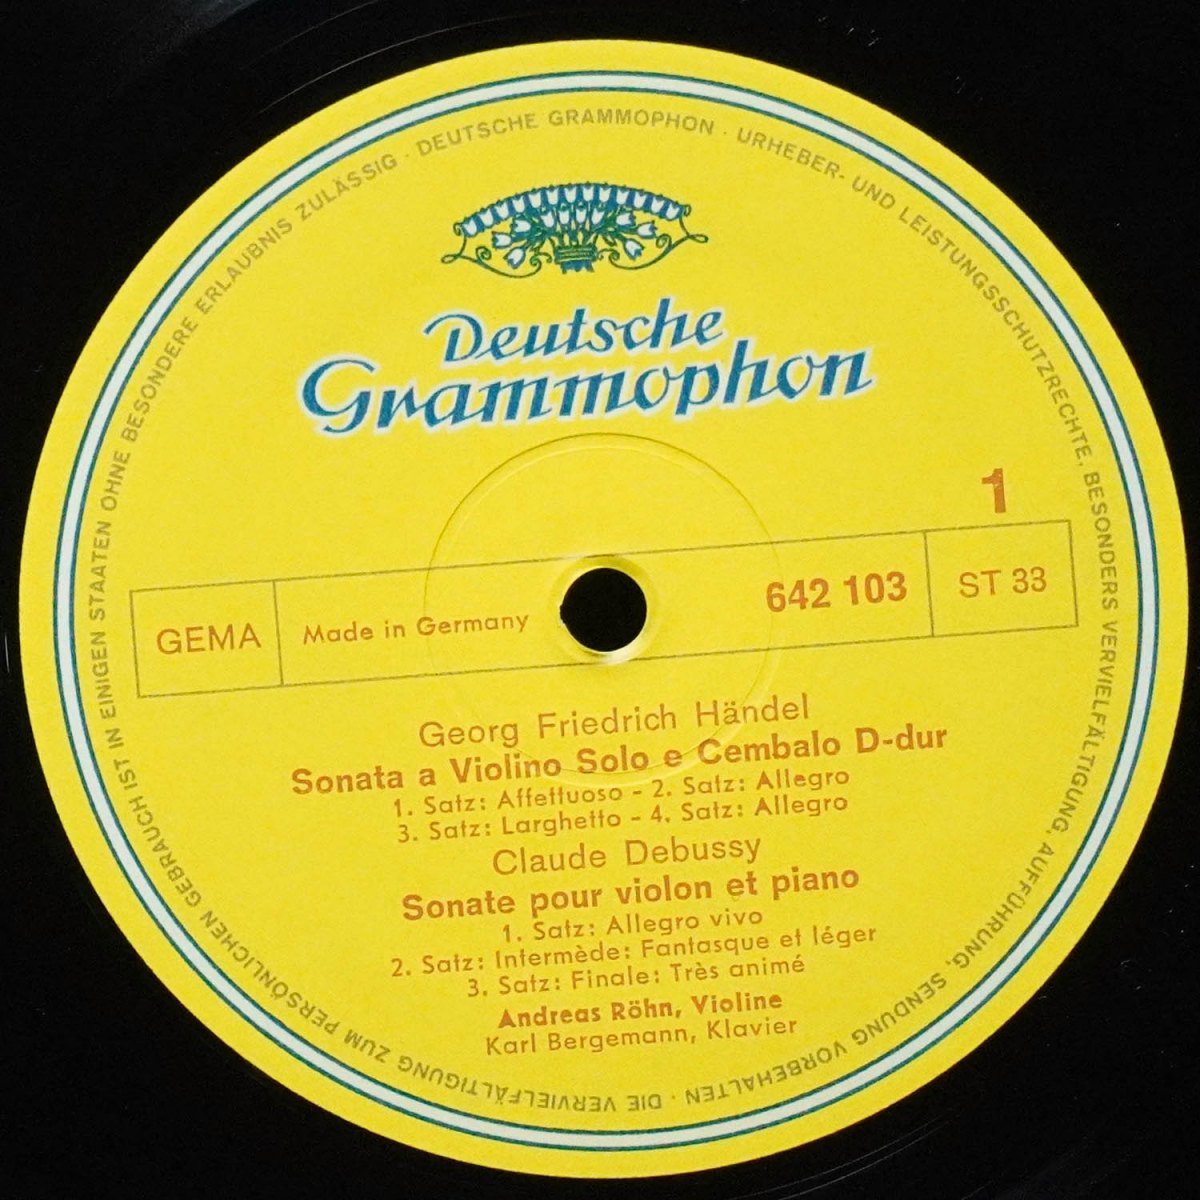 DEUTSCHE GRAMMOPHON · URHEBER- UND LEISTUNGSSCHUTZRECHTE, BESONDERS VERVIELFÄLTIGUNG, AUFFÜHRUNG, SENDUNG VORBEHALTEN · DIE VERVIELFÄLTIGUNG ZUM PERSÖNLICHEN GEBRAUCH IST IN EINIGEN STAATEN OHNE BESONDERE ERLAUBNIS ZULÄSSIG ·
Deutsche
Grammophon
1
GEMA Made in Germany 642 103 ST 33
Georg Friedrich Händel
Sonata a Violino Solo e Cembalo D-dur
1. Satz: Affettuoso - 2. Satz: Allegro
3. Satz: Larghetto - 4. Satz: Allegro
Claude Debussy
Sonate pour violon et piano
1. Satz: Allegro vivo
2. Satz: Intermède: Fantasque et léger
3. Satz: Finale: Très animé
Andreas Röhn, Violine
Karl Bergemann, Klavier